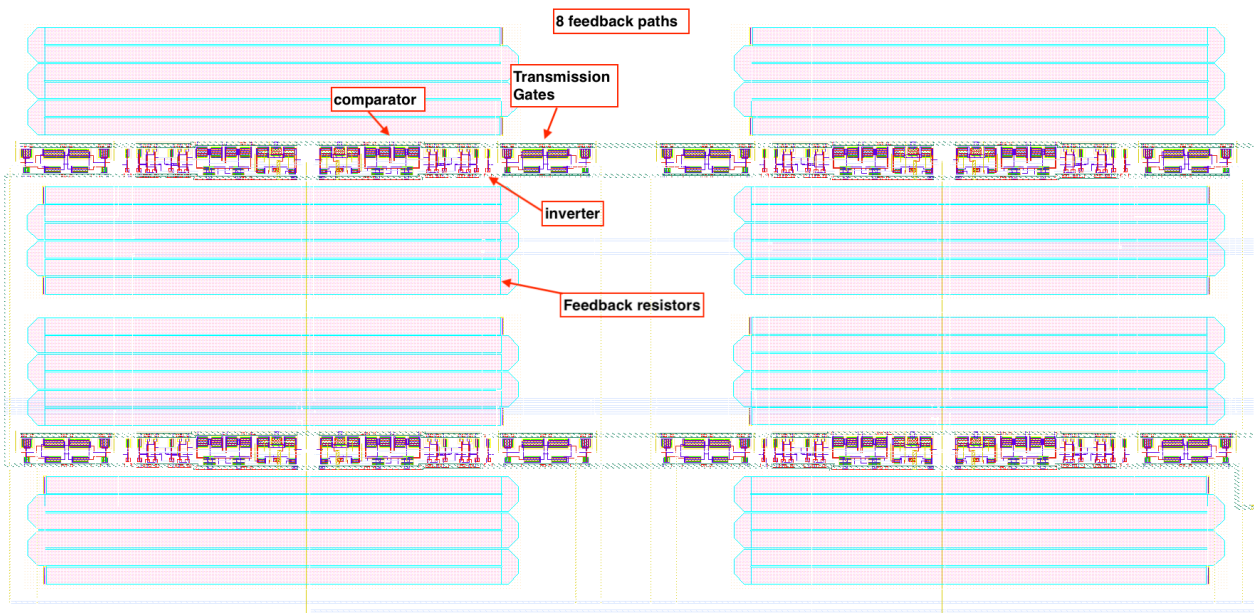 8 feedback paths
Transmission
Gates
comparator
inverter
Feedback resistors